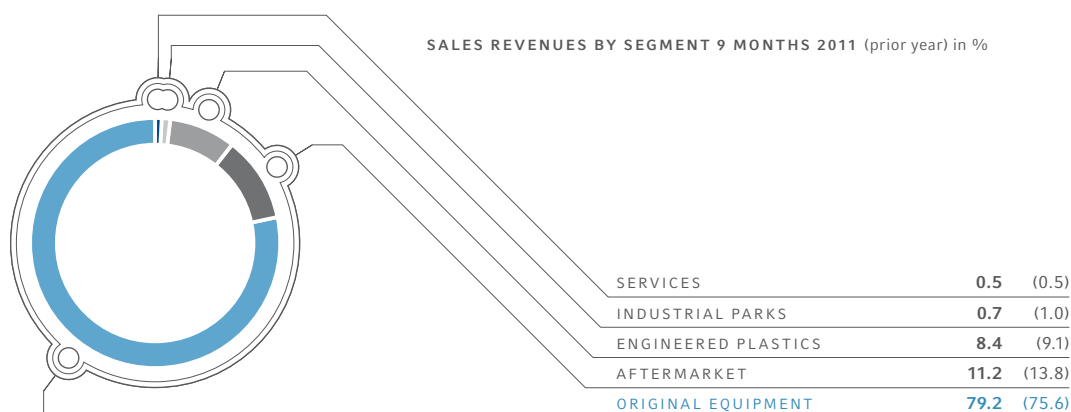 SALES REVENUES BY SEGMENT 9 MONTHS 2011 (prior year) in %
SERVICES 0.5 (0.5)
INDUSTRIAL PARKS 0.7 (1.0)
ENGINEERED PLASTICS 8.4 (9.1)
AFTERMARKET 11.2 (13.8)
ORIGINAL EQUIPMENT 79.2 (75.6)